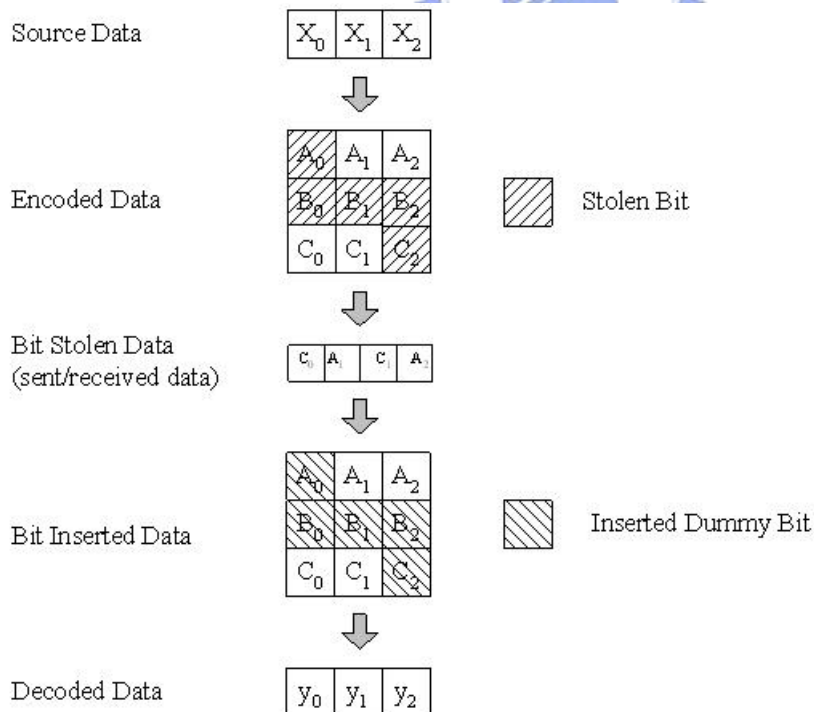 Source Data
X0 X1 X2
A0 A1 A2
Encoded Data
B0 B1 B2
Stolen Bit
C0 C1 C2
Bit Stolen Data
(sent/received data)
C0 A1 C1 A2
A0 A1 A2
Bit Inserted Data
B0 B1 B2
Inserted Dummy Bit
C0 C1 C2
Decoded Data
y0 y1 y2